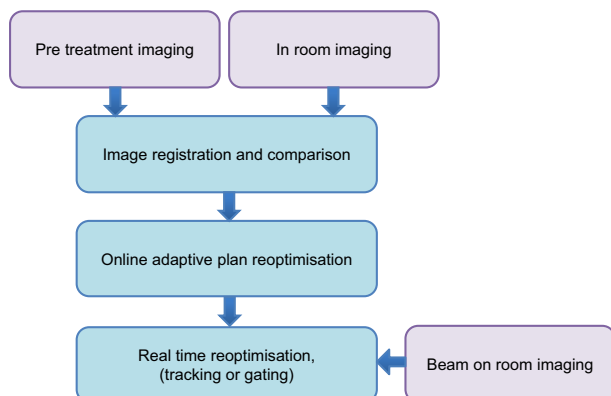 Pre treatment imaging
In room imaging
Image registration and comparison
Online adaptive plan reoptimisation
Real time reoptimisation,
(tracking or gating)
Beam on room imaging